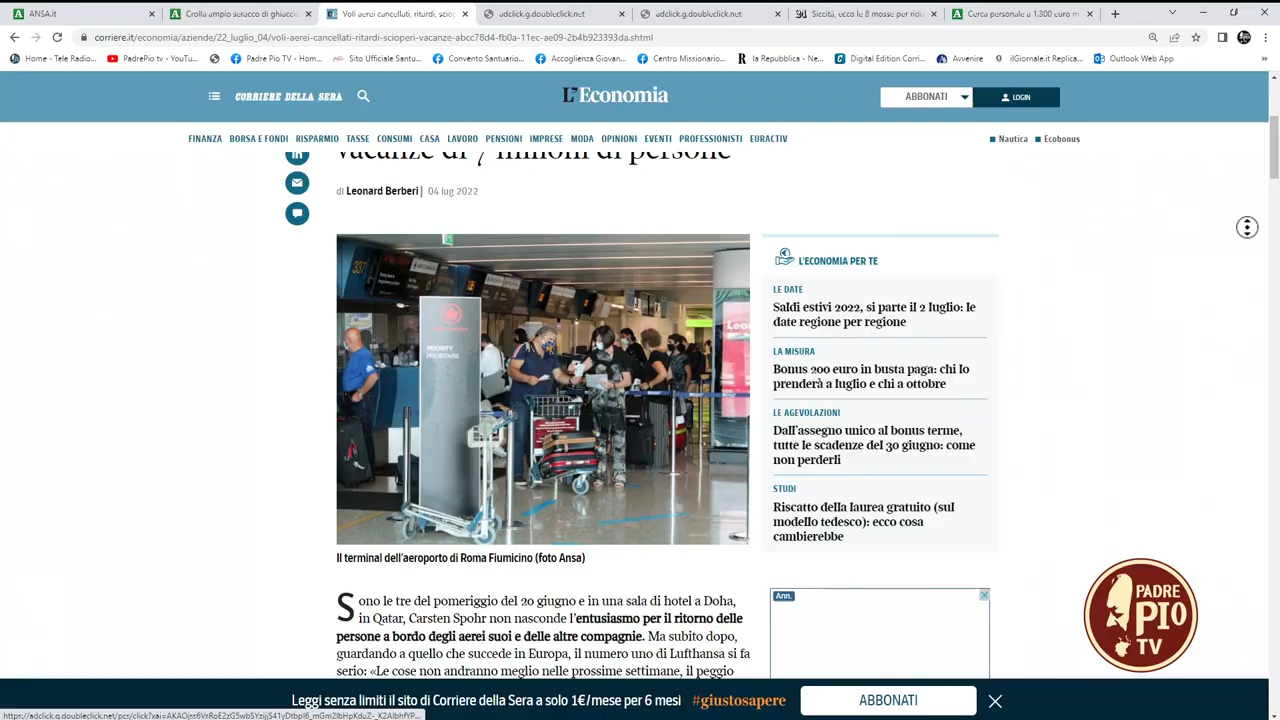 ANSA.it
Crolla ampio seracco di ghiaccio
Voli aerei cancellati, ritardi, sciop
adclick.g.doubleclick.net
adclick.g.doubleclick.net
Siccità, ecco le 8 mosse per ridu
Cerca personale a 1.300 euro m
corriere.it/economia/aziende/22_luglio_04/voli-aerei-cancellati-ritardi-scioperi-vacanze-abcc78d4-fb0a-11ec-ae09-2b4b923393da.shtml
Home - Tele Radio...
PadrePio tv - YouTu...
Padre Pio TV - Hom...
Sito Ufficiale Santu...
Convento Santuario...
Accoglienza Giovan...
Centro Missionario...
la Repubblica - Ne...
Digital Edition Corri...
Avvenire
ilGiornale.it Replica...
Outlook Web App
»
CORRIERE DELLA SERA
L'Economia
ABBONATI
LOGIN
FINANZA BORSA E FONDI RISPARMIO TASSE CONSUMI CASA LAVORO PENSIONI IMPRESE MODA OPINIONI EVENTI PROFESSIONISTI EURACTIV
Nautica Ecobonus
vacanze di 7 milioni di persone
di Leonard Berberi | 04 lug 2022
PRIORITY
PRIORITAIRE
L'ECONOMIA PER TE
LE DATE
Saldi estivi 2022, si parte il 2 luglio: le
date regione per regione
LA MISURA
Bonus 200 euro in busta paga: chi lo
prenderà a luglio e chi a ottobre
LE AGEVOLAZIONI
Dall'assegno unico al bonus terme,
tutte le scadenze del 30 giugno: come
non perderli
STUDI
Riscatto della laurea gratuito (sul
modello tedesco): ecco cosa
cambierebbe
Il terminal dell'aeroporto di Roma Fiumicino (foto Ansa)
Sono le tre del pomeriggio del 20 giugno e in una sala di hotel a Doha,
in Qatar, Carsten Spohr non nasconde l'entusiasmo per il ritorno delle
persone a bordo degli aerei suoi e delle altre compagnie. Ma subito dopo,
guardando a quello che succede in Europa, il numero uno di Lufthansa si fa
serio: «Le cose non andranno meglio nelle prossime settimane, il peggio
Ann.
PADRE
PIO
TV
Leggi senza limiti il sito di Corriere della Sera a solo 1€/mese per 6 mesi #giustosapere
ABBONATI